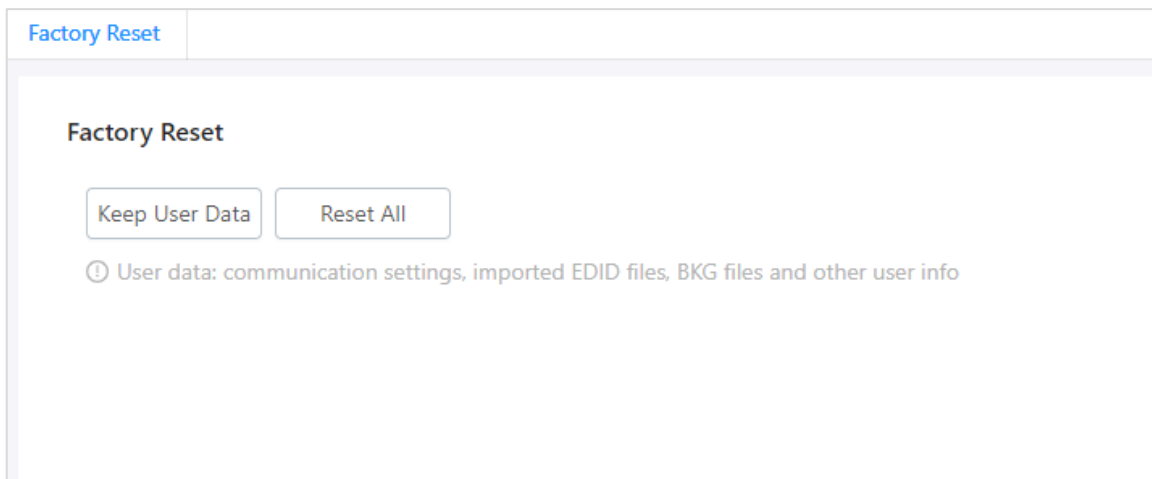 Factory Reset
Factory Reset
Keep User Data Reset All
User data: communication settings, imported EDID files, BKG files and other user info